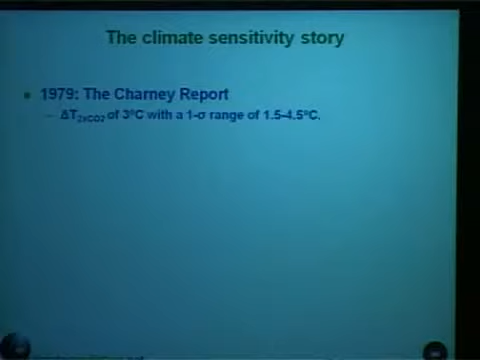 The climate sensitivity story
1979: The Charney Report
– ΔT2xCO2 of 3°C with a 1-σ range of 1.5-4.5°C.